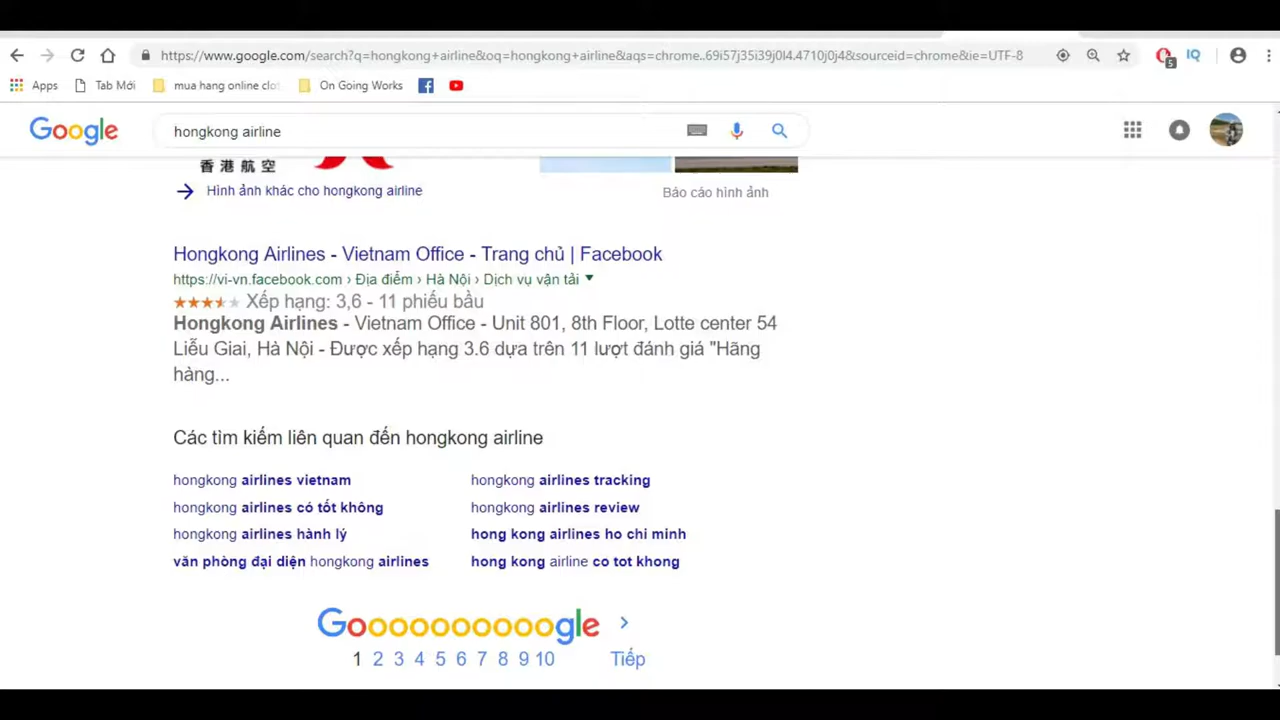 https://www.google.com/search?q=hongkong+airline&oq=hongkong+airline&aqs=chrome..69i57j35i39j0l4.4710j0j4&sourceid=chrome&ie=UTF-8
5
Apps Tab Mới mua hang online clot On Going Works
Google hongkong airline
香港航空
Hình ảnh khác cho hongkong airline Báo cáo hình ảnh
Hongkong Airlines - Vietnam Office - Trang chủ | Facebook
https://vi-vn.facebook.com › Địa điểm › Hà Nội › Dịch vụ vận tải
Xếp hạng: 3,6 - 11 phiếu bầu
Hongkong Airlines - Vietnam Office - Unit 801, 8th Floor, Lotte center 54
Liễu Giai, Hà Nội - Được xếp hạng 3.6 dựa trên 11 lượt đánh giá "Hãng
hàng...
Các tìm kiếm liên quan đến hongkong airline
hongkong airlines vietnam hongkong airlines tracking
hongkong airlines có tốt không hongkong airlines review
hongkong airlines hành lý hong kong airlines ho chi minh
văn phòng đại diện hongkong airlines hong kong airline co tot khong
Goooooooooogle
1 2 3 4 5 6 7 8 9 10 Tiếp